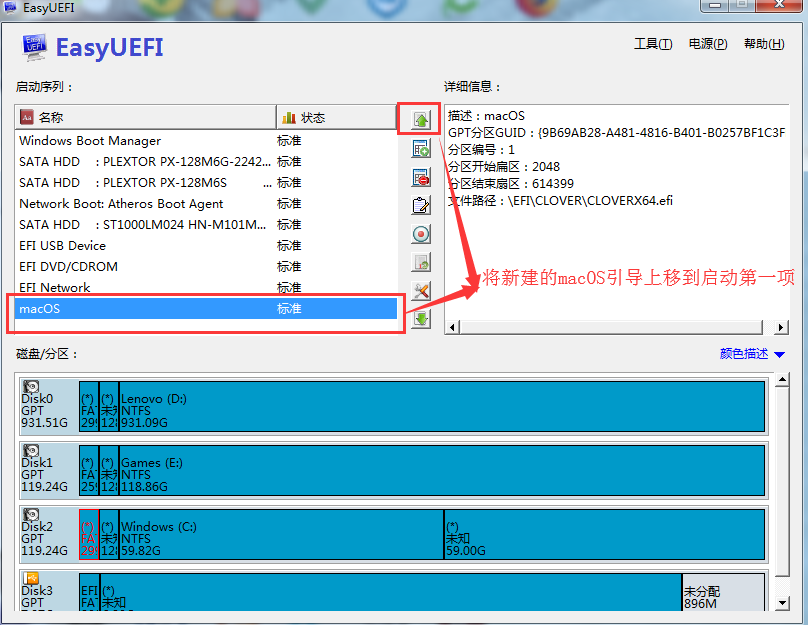 EasyUEFI
EasyUEFI
工具(T) 电源(P) 帮助(H)
启动序列：
名称 状态
Windows Boot Manager 标准
SATA HDD : PLEXTOR PX-128M6G-2242... 标准
SATA HDD : PLEXTOR PX-128M6S ... 标准
Network Boot: Atheros Boot Agent 标准
SATA HDD : ST1000LM024 HN-M101M... 标准
EFI USB Device 标准
EFI DVD/CDROM 标准
EFI Network 标准
macOS 标准
详细信息：
描述：macOS
GPT分区GUID：{9B69AB28-A481-4816-B401-B0257BF1C3F
分区编号：1
分区开始扇区：2048
分区结束扇区：614399
文件路径：\EFI\CLOVER\CLOVERX64.efi
将新建的macOS引导上移到启动第一项
磁盘/分区：
颜色描述
Disk0 (*) (*) Lenovo (D:)
GPT FA 未知 NTFS
931.51G 299 128 931.09G
Disk1 (*) (*) Games (E:)
GPT FA 未知 NTFS
119.24G 259 128 118.86G
Disk2 (*) (*) Windows (C:) (*)
GPT FA 未知 NTFS 未知
119.24G 299 128 59.82G 59.00G
Disk3 EFI (*) 未分配
GPT FA 未知 896M